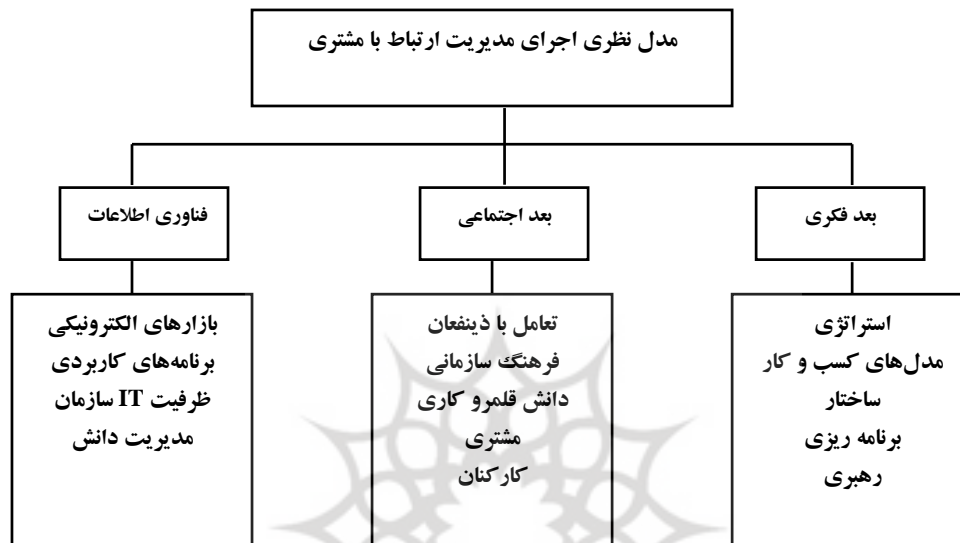 مدل نظری اجرای مدیریت ارتباط با مشتری
بعد فکری
بعد اجتماعی
فناوری اطلاعات
استراتژی
مدل‌های کسب و کار
ساختار
برنامه ریزی
رهبری
تعامل با ذینفعان
فرهنگ سازمانی
دانش قلمرو کاری
مشتری
کارکنان
بازارهای الکترونیکی
برنامه‌های کاربردی
ظرفیت IT سازمان
مدیریت دانش